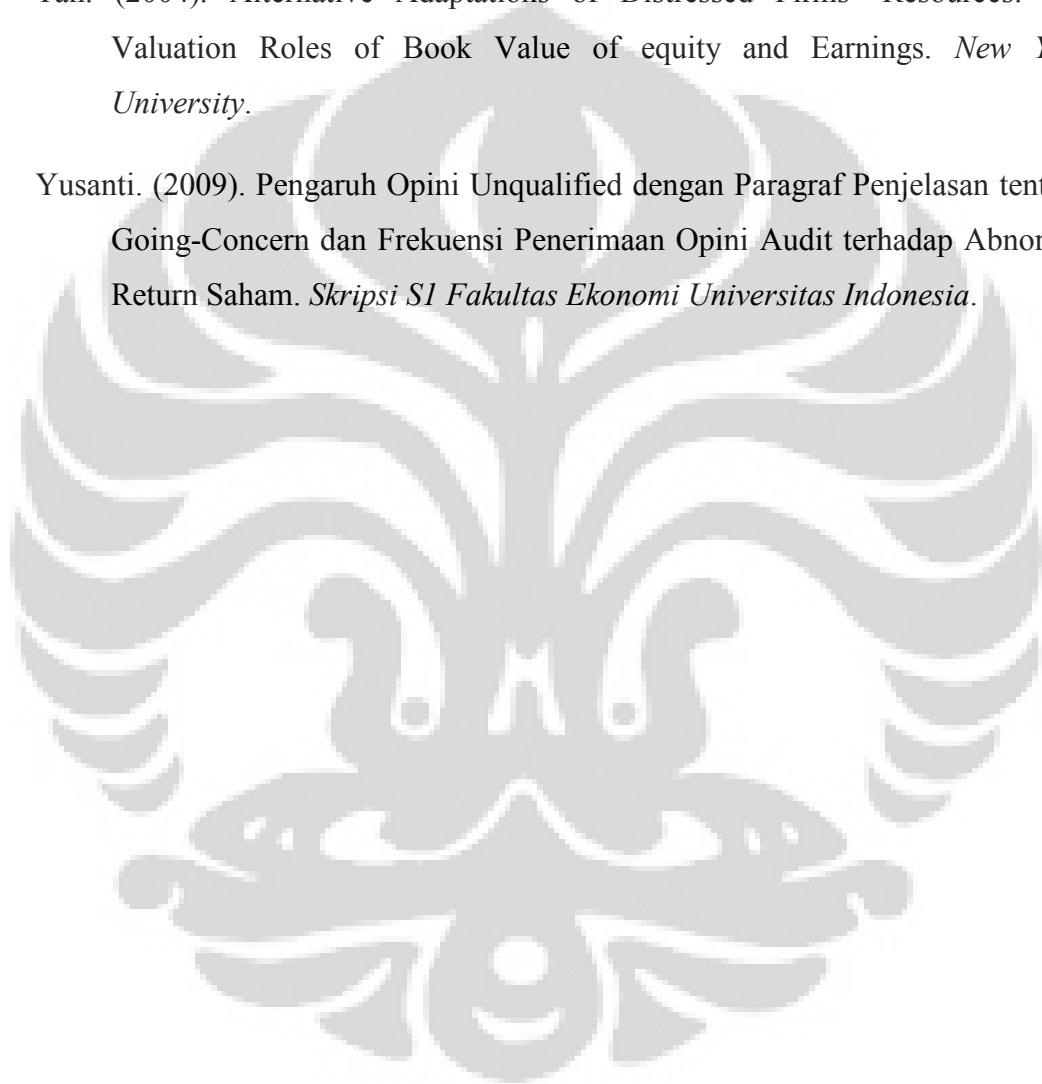 (2004). Alternative Adaptations of Distressed Firms' Resources.
Valuation Roles of Book Value of equity and Earnings. New
University.
Yusanti. (2009). Pengaruh Opini Unqualified dengan Paragraf Penjelasan tent
Going-Concern dan Frekuensi Penerimaan Opini Audit terhadap Abnor
Return Saham. Skripsi S1 Fakultas Ekonomi Universitas Indonesia.